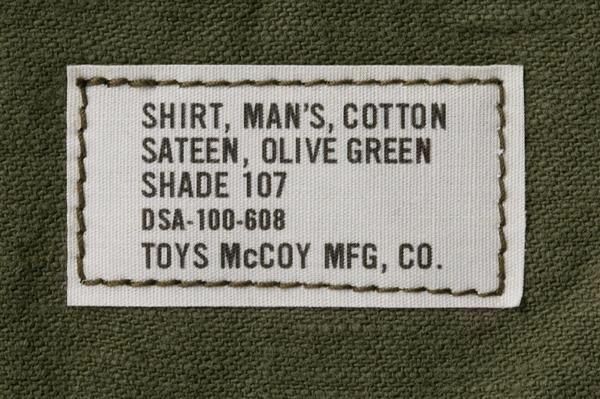 SHIRT, MAN'S, COTTON
SATEEN, OLIVE GREEN
SHADE 107
DSA-100-608
TOYS McCOY MFG, CO.